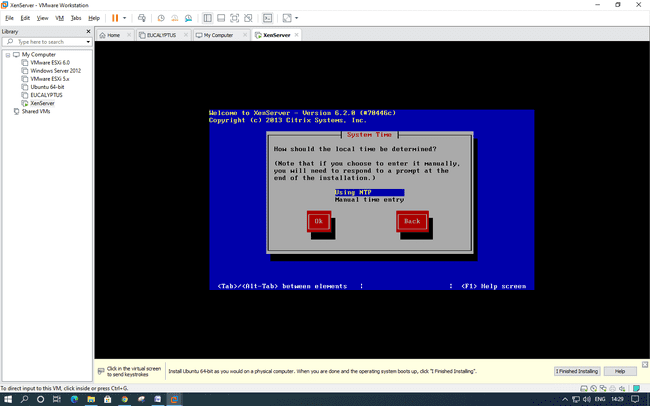 XenServer - VMware Workstation
File Edit View VM Tabs Help
Library
Type here to search
My Computer
VMware ESXi 6.0
Windows Server 2012
VMware ESXi 5.x
Ubuntu 64-bit
EUCALYPTUS
XenServer
Shared VMs
Home
EUCALYPTUS
My Computer
XenServer
Welcome to XenServer - Version 6.2.0 (#70446c)
Copyright (c) 2013 Citrix Systems, Inc.
System Time
How should the local time be determined?
(Note that if you choose to enter it manually,
you will need to respond to a prompt at the
end of the installation.)
Using NTP
Manual time entry
Ok Back
<Tab>/<Alt-Tab> between elements | | <F1> Help screen
Click in the virtual screen
to send keystrokes
Install Ubuntu 64-bit as you would on a physical computer. When you are done and the operating system boots up, click "I Finished Installing".
I Finished Installing
Help
To direct input to this VM, click inside or press Ctrl+G.
ENG 14:29